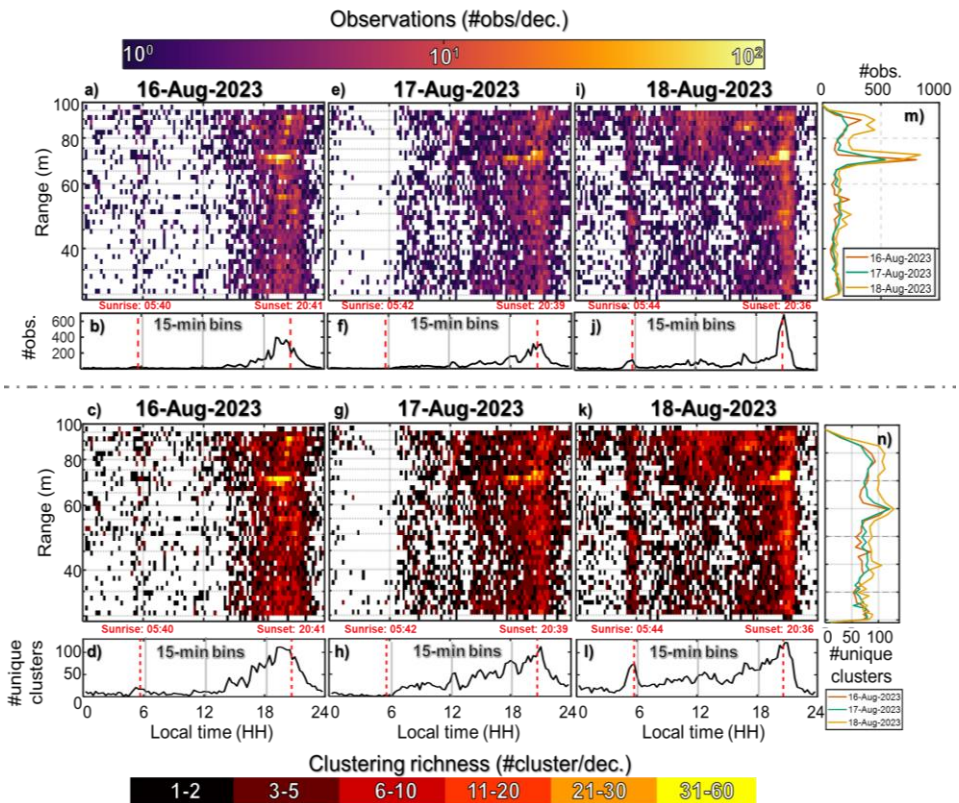 Observations (#obs/dec.)
10⁰ 10¹ 10²
#obs.
0 500 1000
a) 16-Aug-2023 e) 17-Aug-2023 i) 18-Aug-2023 m)
100
80
60
40
Range (m)
16-Aug-2023
17-Aug-2023
18-Aug-2023
Sunrise: 05:40 Sunset: 20:41 Sunrise: 05:42 Sunset: 20:39 Sunrise: 05:44 Sunset: 20:36
b) 15-min bins f) 15-min bins j) 15-min bins
600
400
200
#obs.
c) 16-Aug-2023 g) 17-Aug-2023 k) 18-Aug-2023 n)
100
80
60
40
Range (m)
Sunrise: 05:40 Sunset: 20:41 Sunrise: 05:42 Sunset: 20:39 Sunrise: 05:44 Sunset: 20:36
0 50 100
#unique
clusters
16-Aug-2023
17-Aug-2023
18-Aug-2023
d) 15-min bins h) 15-min bins l) 15-min bins
100
50
0
#unique
clusters
0 6 12 18 24 0 6 12 18 24 0 6 12 18 24
Local time (HH) Local time (HH) Local time (HH)
Clustering richness (#cluster/dec.)
1-2 3-5 6-10 11-20 21-30 31-60